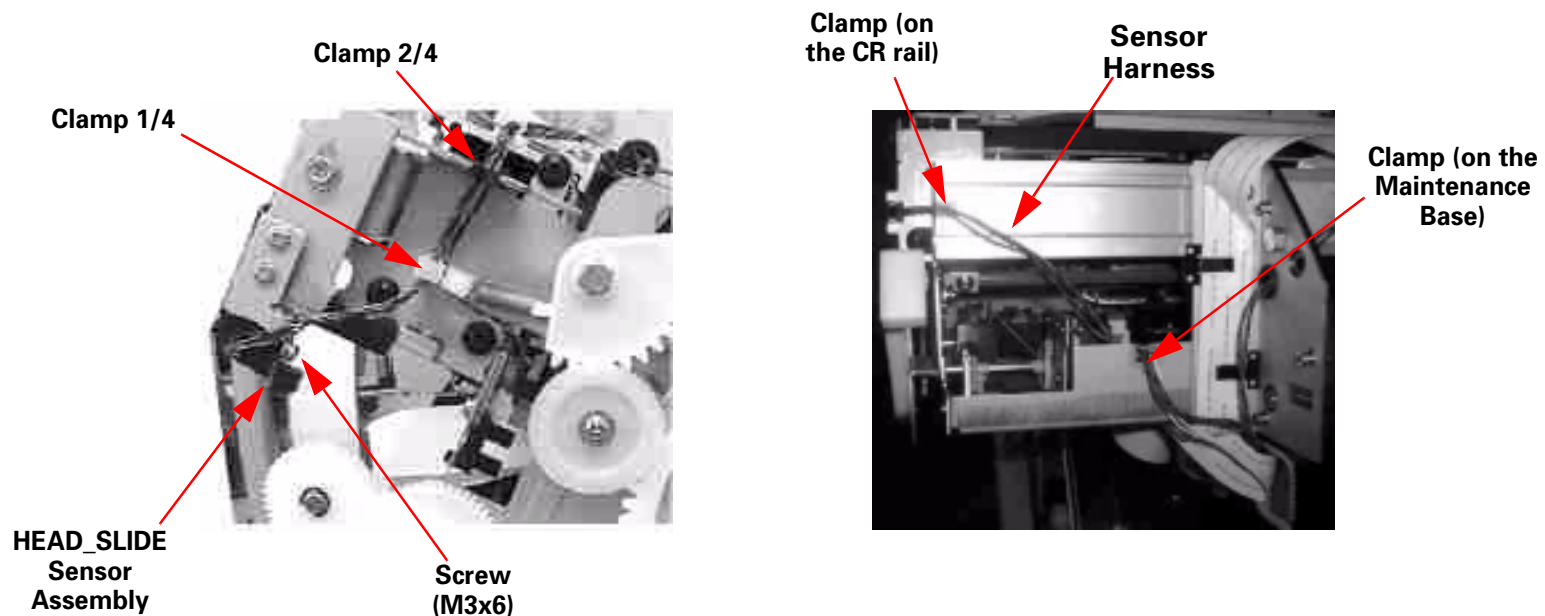 Clamp 2/4
Clamp 1/4
HEAD_SLIDE
Sensor
Assembly
Screw
(M3x6)
Clamp (on
the CR rail)
Sensor
Harness
Clamp (on the
Maintenance
Base)